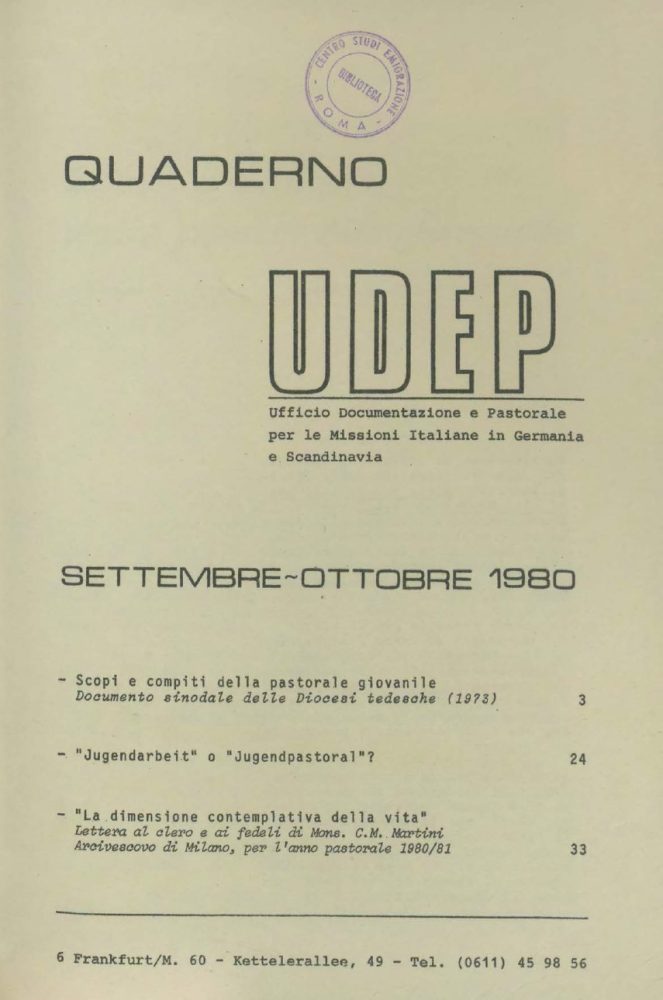 CENTRO STUDI EMIGRAZIONE
- ROMA -
BIBLIOTECA
QUADERNO
UDEP
Ufficio Documentazione e Pastorale
per le Missioni Italiane in Germania
e Scandinavia
SETTEMBRE~OTTOBRE 1980
- Scopi e compiti della pastorale giovanile
Documento sinodale delle Diocesi tedesche (1973) 3
- "Jugendarbeit" o "Jugendpastoral"? 24
- "La dimensione contemplativa della vita"
Lettera al clero e ai fedeli di Mons. C.M. Martini
Arcivescovo di Milano, per l'anno pastorale 1980/81 33
6 Frankfurt/M. 60 - Kettelerallee, 49 - Tel. (0611) 45 98 56